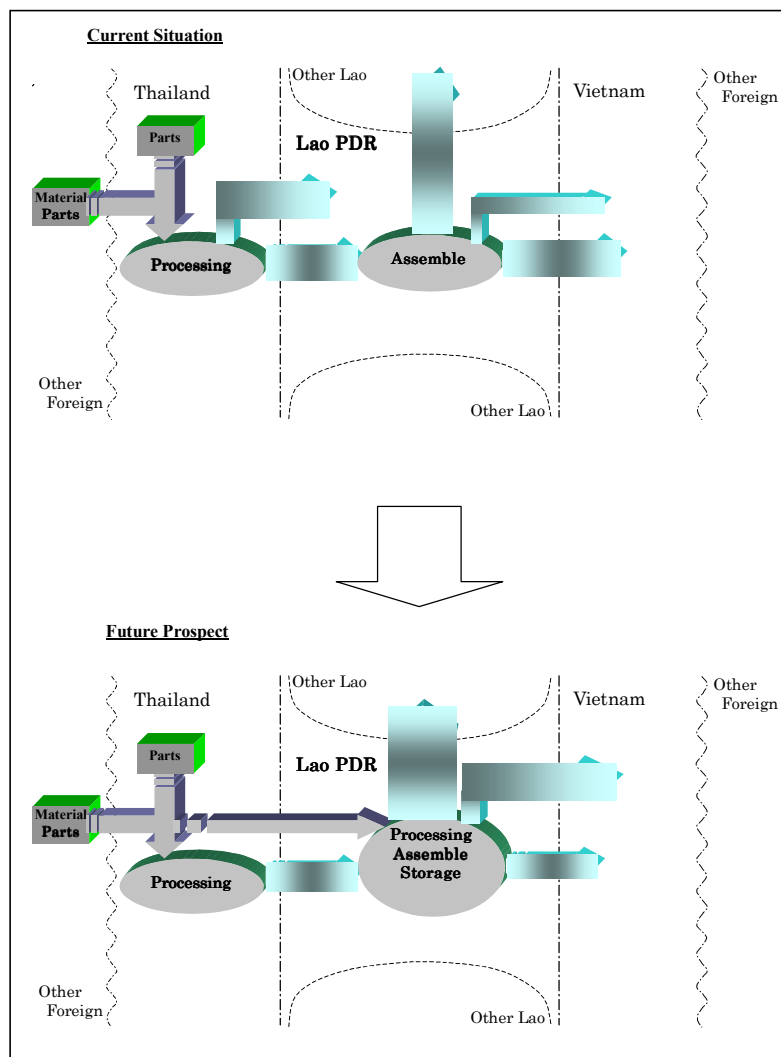 Current Situation
Other Lao
Other
Foreign
Thailand
Vietnam
Parts
Lao PDR
Material
Parts
Processing
Assemble
Other
Foreign
Other Lao
Future Prospect
Other Lao
Other
Foreign
Thailand
Vietnam
Parts
Lao PDR
Material
Parts
Processing
Assemble
Storage
Processing
Other
Foreign
Other Lao